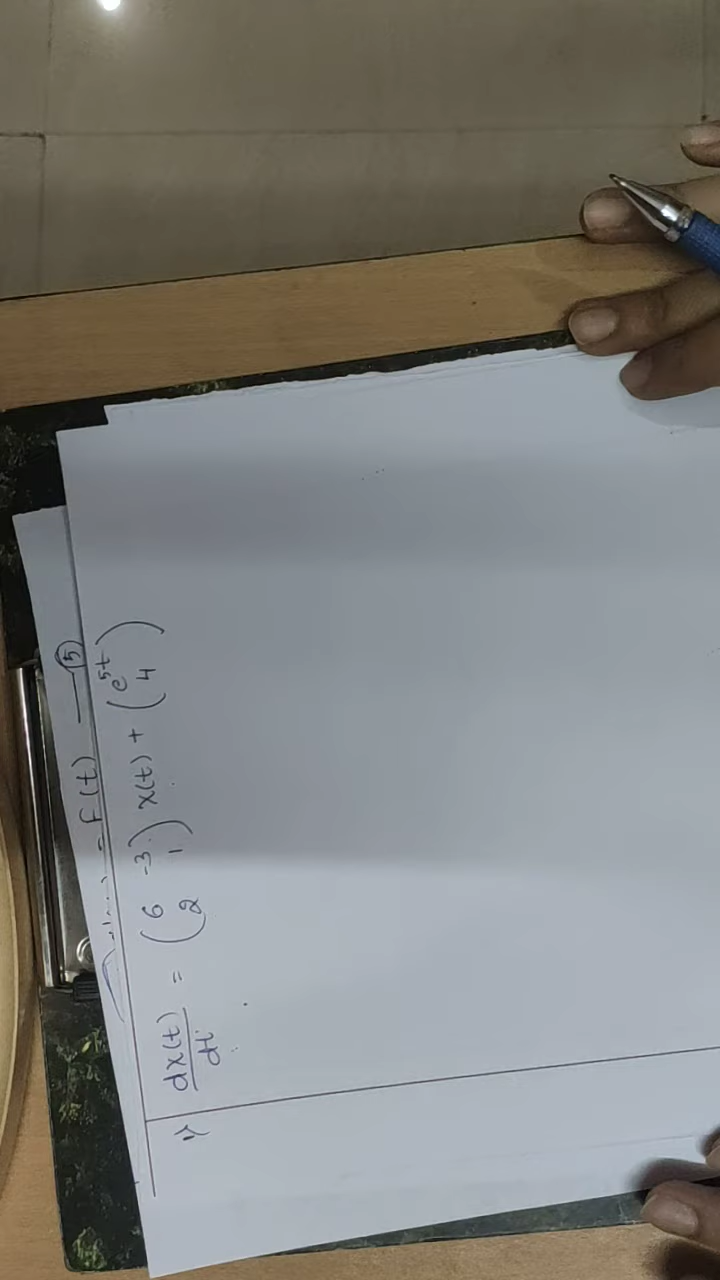 = F(t) —— (5)
1) dx(t)/dt = (6 -3; 2 1) x(t) + (e^5t; 4)